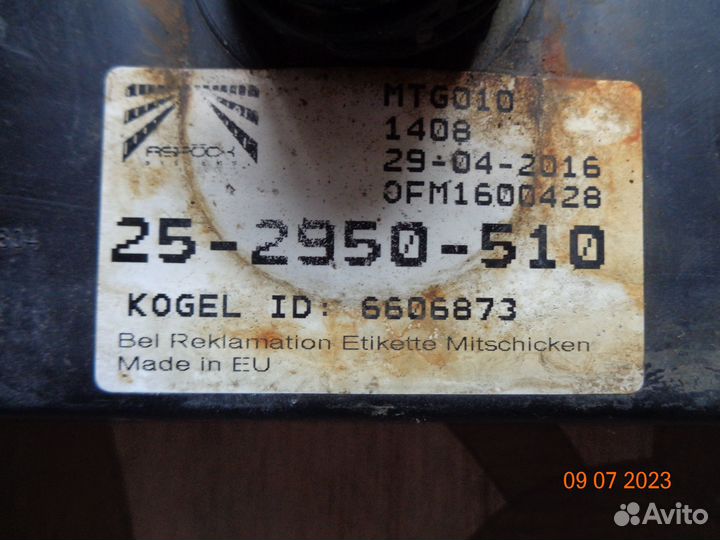 MTG010
1408
29-04-2016
OFM1600428
ASPÖCK
25-2950-510
KOGEL ID: 6606873
Bei Reklamation Etikette Mitschicken
Made in EU
09 07 2023
Avito